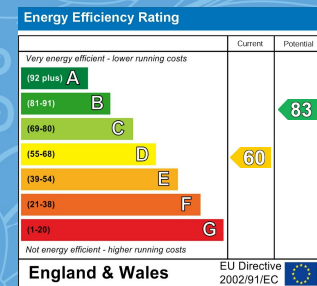 Energy Efficiency Rating
Current Potential
Very energy efficient - lower running costs
(92 plus) A
(81-91) B
83
(69-80) C
(55-68) D
60
(39-54) E
(21-38) F
(1-20) G
Not energy efficient - higher running costs
England & Wales
EU Directive
2002/91/EC